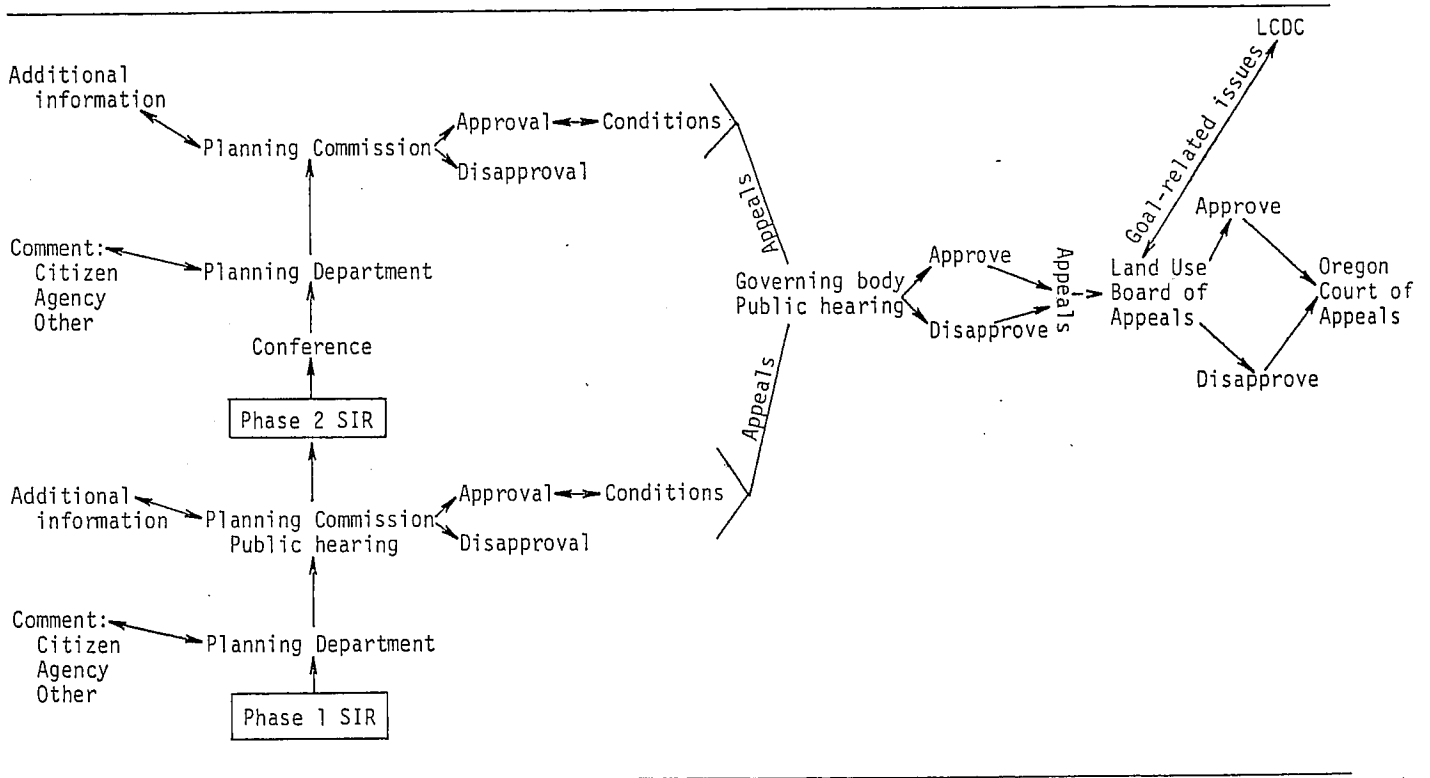 LCDC
Goal-related issues
Additional
information
Planning Commission
Approval
Conditions
Disapproval
Appeals
Comment:
Citizen
Agency
Other
Planning Department
Conference
Phase 2 SIR
Governing body
Public hearing
Approve
Disapprove
Appeals
Land Use
Board of
Appeals
Approve
Disapprove
Oregon
Court of
Appeals
Appeals
Additional
information
Planning Commission
Public hearing
Approval
Conditions
Disapproval
Comment:
Citizen
Agency
Other
Planning Department
Phase 1 SIR